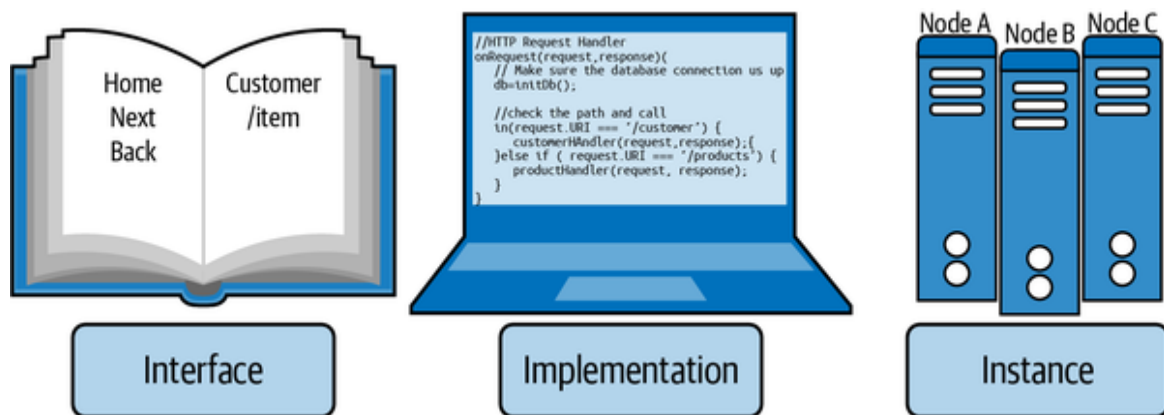 Home
Next
Back
Customer
/item
//HTTP Request Handler
onRequest(request,response)(
// Make sure the database connection us up
db=initDb();
//check the path and call
in(request.URI === '/customer') {
customerHAndler(request,response);{
}else if ( request.URI === '/products') {
productHandler(request, response);
}
}
Node A
Node B
Node C
Interface
Implementation
Instance